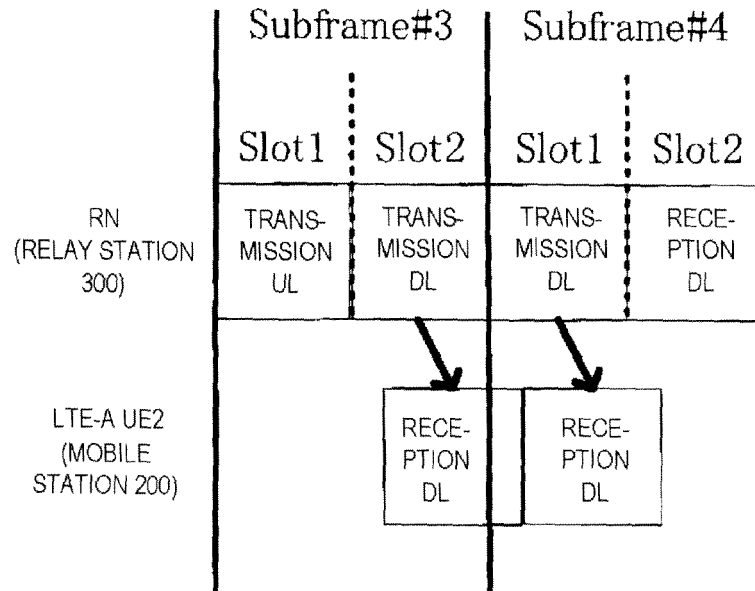 Subframe#3 Subframe#4
Slot1 Slot2 Slot1 Slot2
RN
(RELAY STATION
300)
TRANS-
MISSION
UL
TRANS-
MISSION
DL
TRANS-
MISSION
DL
RECE-
PTION
DL
LTE-A UE2
(MOBILE
STATION 200)
RECE-
PTION
DL
RECE-
PTION
DL